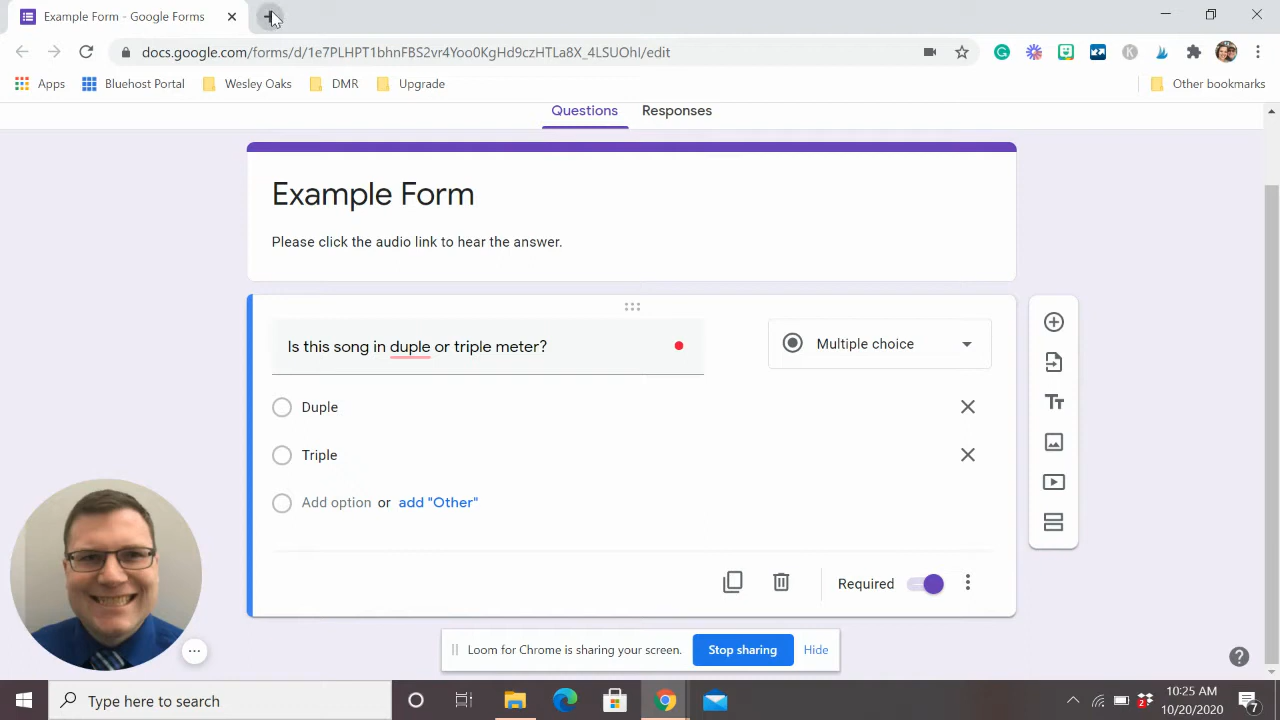 Example Form - Google Forms
docs.google.com/forms/d/1e7PLHPT1bhnFBS2vr4Yoo0KgHd9czHTLa8X_4LSUOhI/edit
Apps Bluehost Portal Wesley Oaks DMR Upgrade Other bookmarks
Questions Responses
Example Form
Please click the audio link to hear the answer.
Is this song in duple or triple meter?
Multiple choice
Duple
Triple
Add option or add "Other"
Required
Loom for Chrome is sharing your screen. Stop sharing Hide
Type here to search
10:25 AM
10/20/2020
2
7